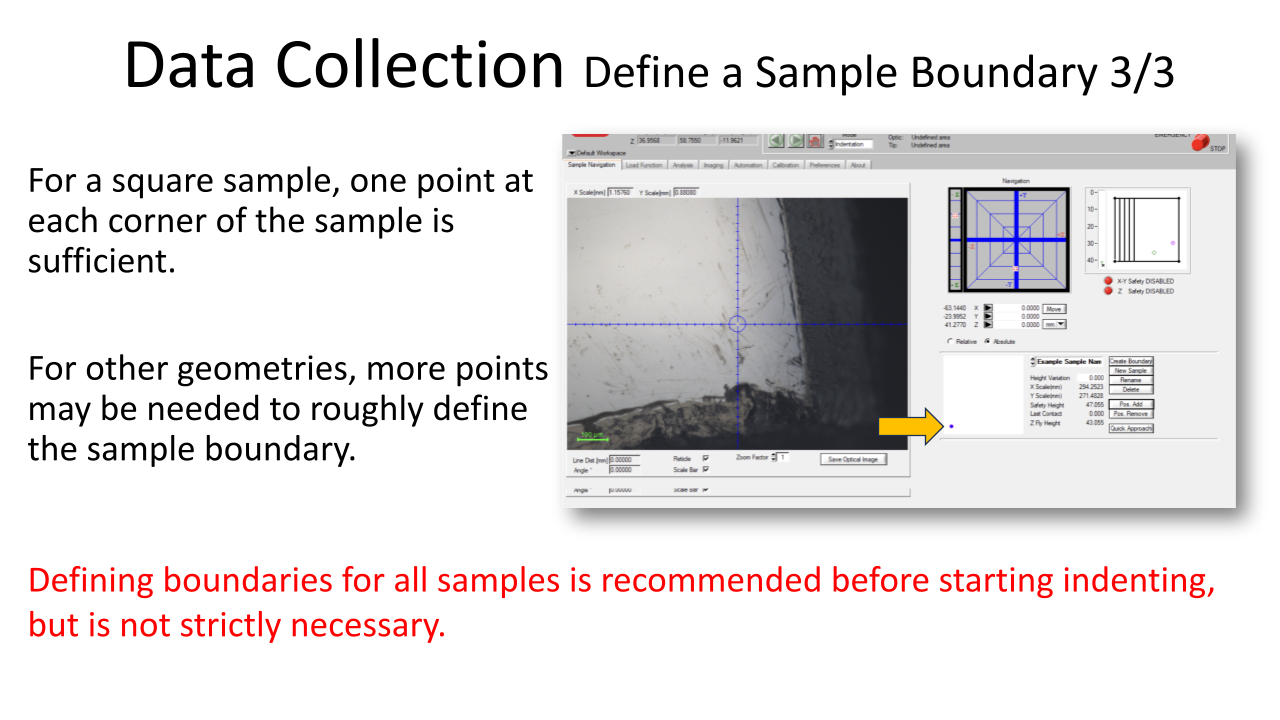 Data Collection Define a Sample Boundary 3/3
For a square sample, one point at
each corner of the sample is
sufficient.
For other geometries, more points
may be needed to roughly define
the sample boundary.
Z 36.9568 58.7550 -11.9621
Mode
Indentation
Optic: Undefined area
Tip: Undefined area
EMERGENCY
STOP
Default Workspace
Sample Navigation Load Function Analysis Imaging Automation Calibration Preferences About
X Scale(mm) 1.15760 Y Scale(mm) 0.88080
100 µm
Line Dist.(mm) 0.00000 Reticle Zoom Factor 1 Save Optical Image
Angle ° 0.00000 Scale Bar
Angle ° 0.00000 Scale Bar
Navigation
-Y
-Z
-X
-Y
0-
10-
20-
30-
40-
X-Y Safety DISABLED
Z Safety DISABLED
-63.1440 X 0.0000 Move
-23.9952 Y 0.0000
41.2770 Z 0.0000 mm
Relative Absolute
Example Sample Nam Create Boundary
New Sample
Height Variation 0.000 Rename
X Scale(mm) 294.2523 Delete
Y Scale(mm) 271.4828
Safety Height 47.055 Pos. Add
Last Contact 0.000 Pos. Remove
Z Fly Height 43.055 Quick Approach
Defining boundaries for all samples is recommended before starting indenting,
but is not strictly necessary.